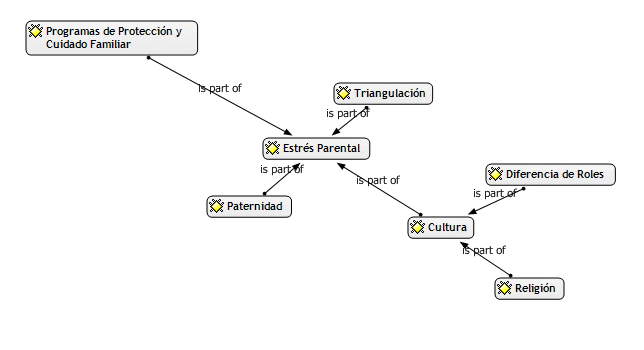 Programas de Protección y
Cuidado Familiar
is part of
Triangulación
is part of
Estrés Parental
is part of
is part of
Diferencia de Roles
is part of
Paternidad
Cultura
is part of
Religión